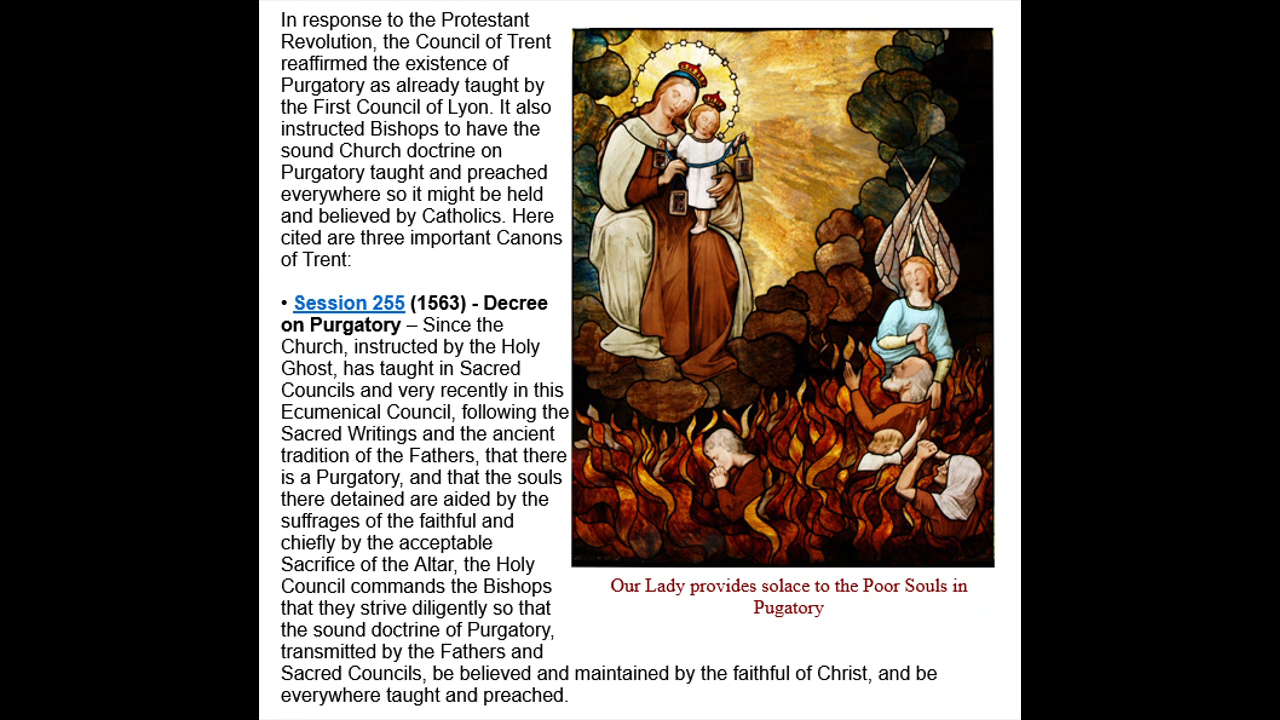 In response to the Protestant
Revolution, the Council of Trent
reaffirmed the existence of
Purgatory as already taught by
the First Council of Lyon. It also
instructed Bishops to have the
sound Church doctrine on
Purgatory taught and preached
everywhere so it might be held
and believed by Catholics. Here
cited are three important Canons
of Trent:
• Session 255 (1563) - Decree
on Purgatory – Since the
Church, instructed by the Holy
Ghost, has taught in Sacred
Councils and very recently in this
Ecumenical Council, following the
Sacred Writings and the ancient
tradition of the Fathers, that there
is a Purgatory, and that the souls
there detained are aided by the
suffrages of the faithful and
chiefly by the acceptable
Sacrifice of the Altar, the Holy
Council commands the Bishops
that they strive diligently so that
the sound doctrine of Purgatory,
transmitted by the Fathers and
Sacred Councils, be believed and maintained by the faithful of Christ, and be
everywhere taught and preached.
Our Lady provides solace to the Poor Souls in
Pugatory